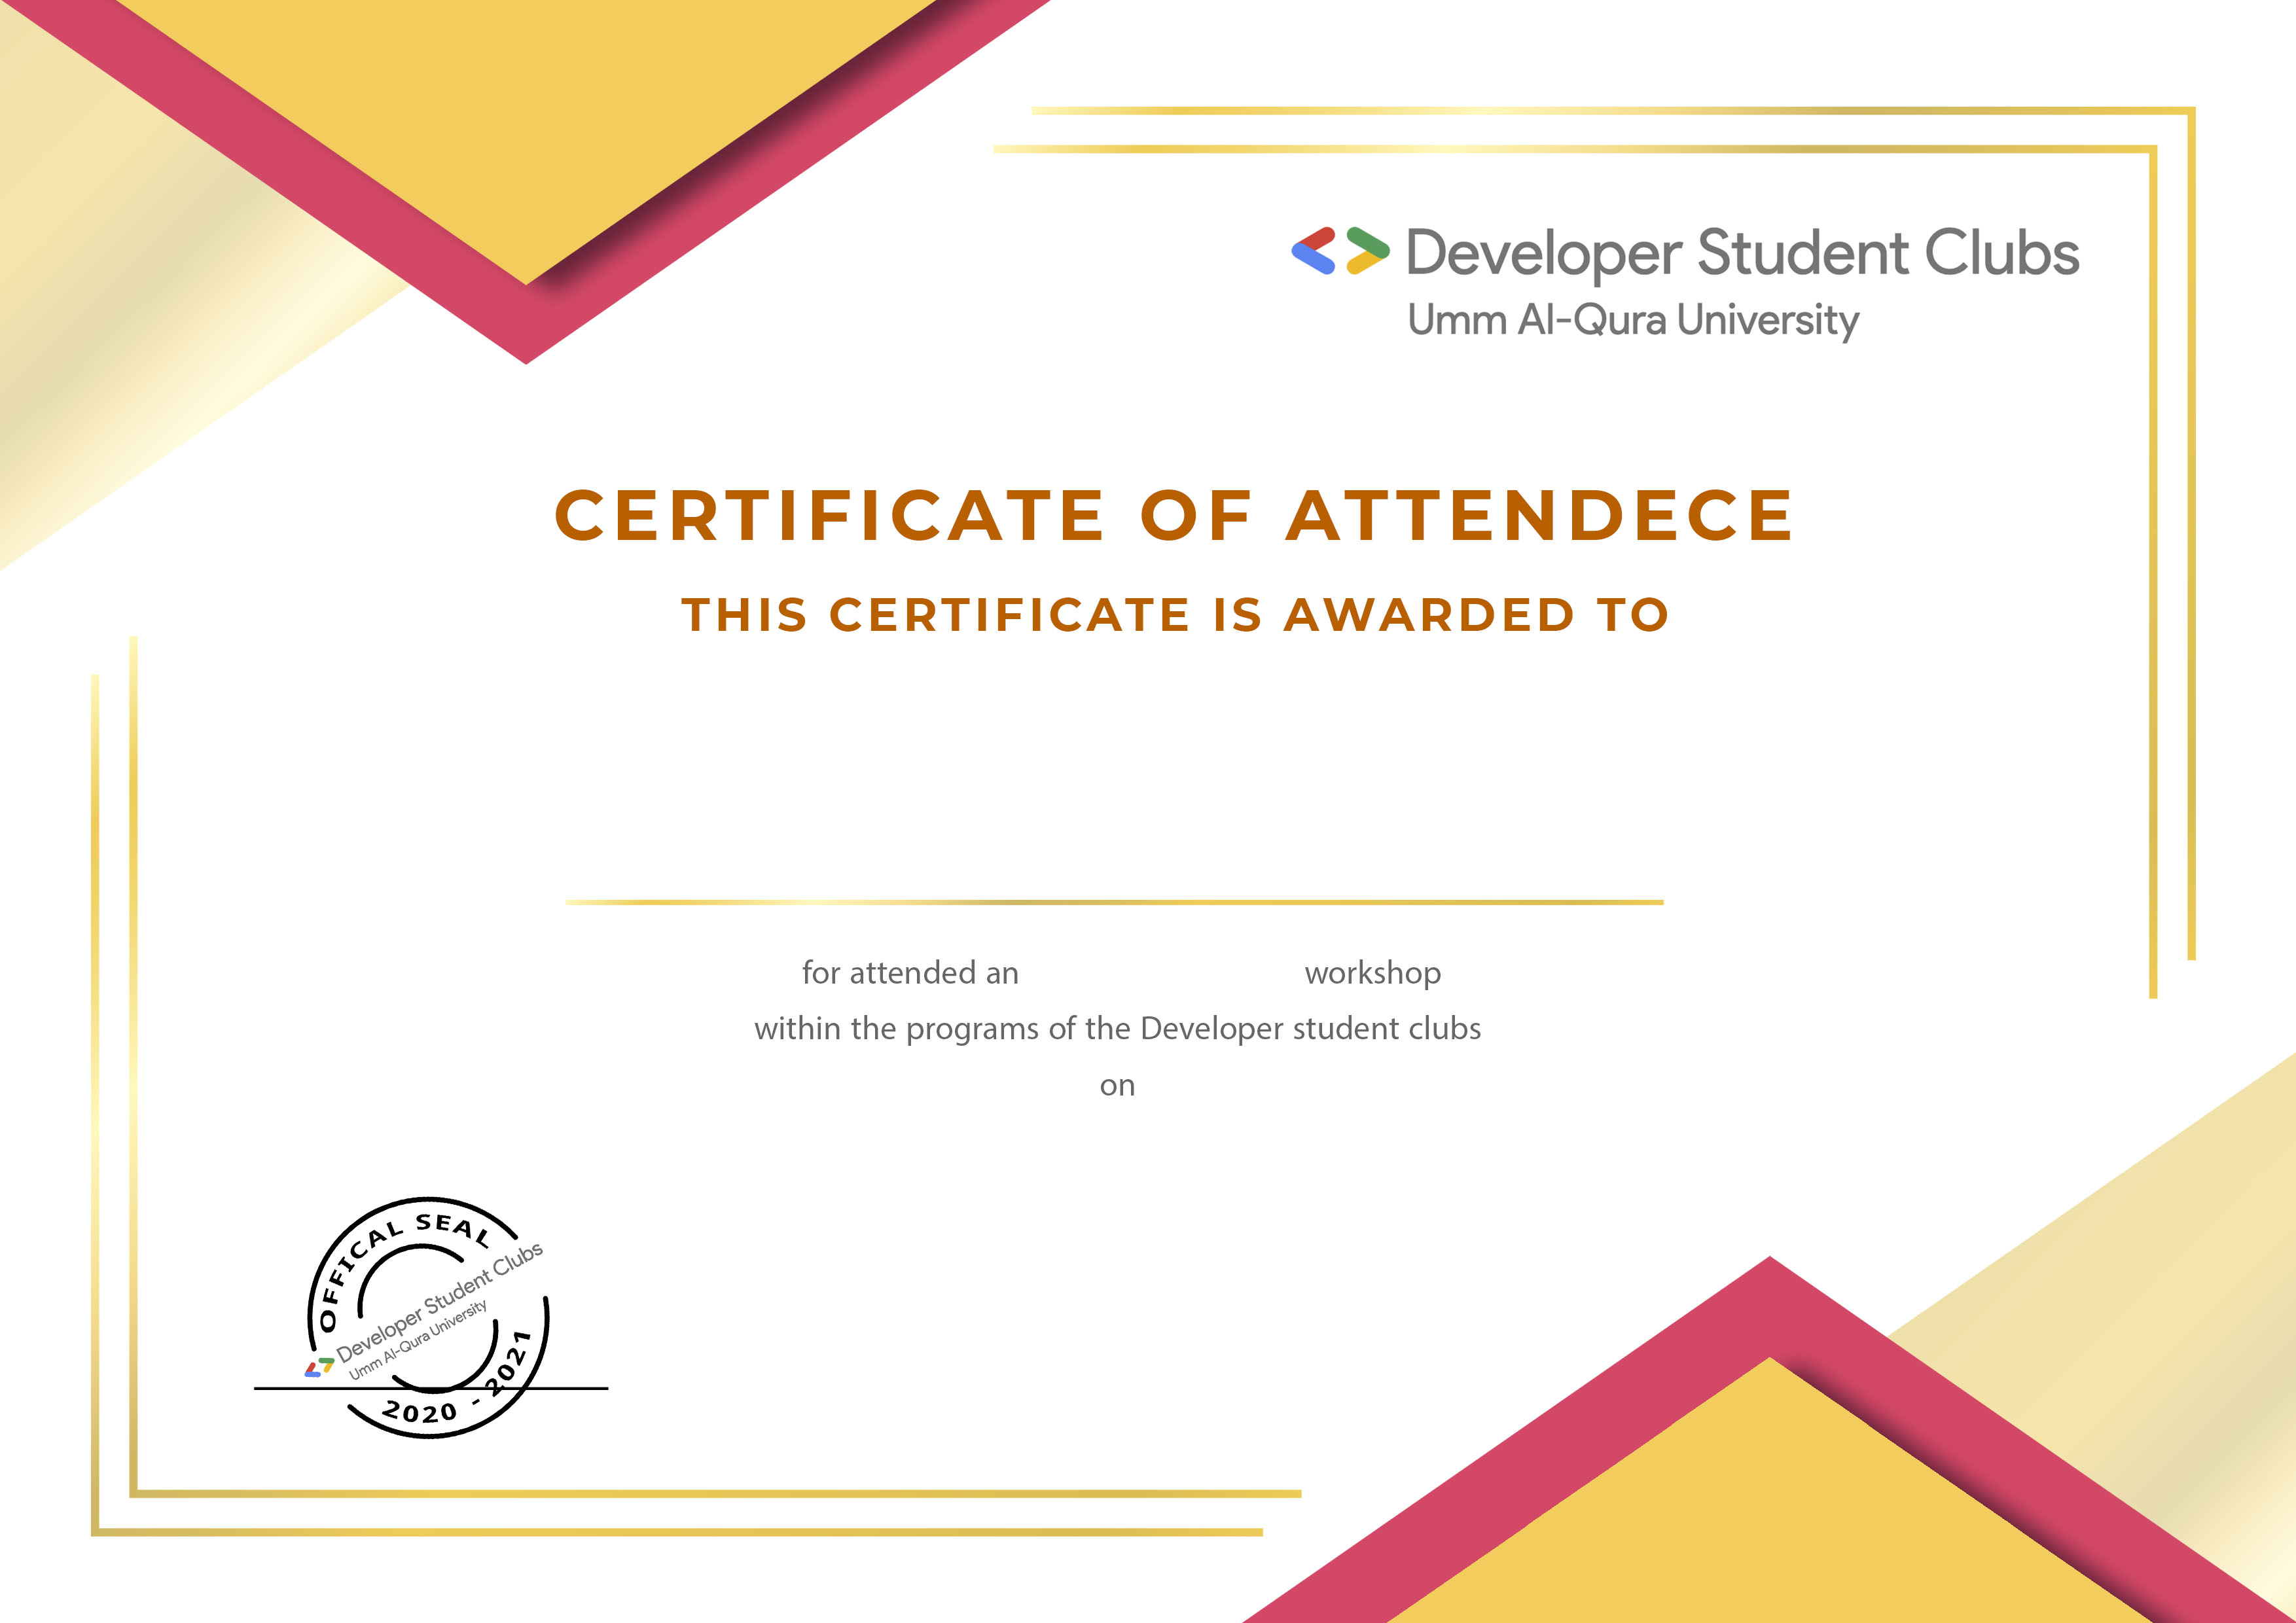 Developer Student Clubs
Umm Al-Qura University
CERTIFICATE OF ATTENDECE
THIS CERTIFICATE IS AWARDED TO
for attended an workshop
within the programs of the Developer student clubs
on
OFFICAL SEAL
Developer Student Clubs
Umm Al-Qura University
2020 - 2021